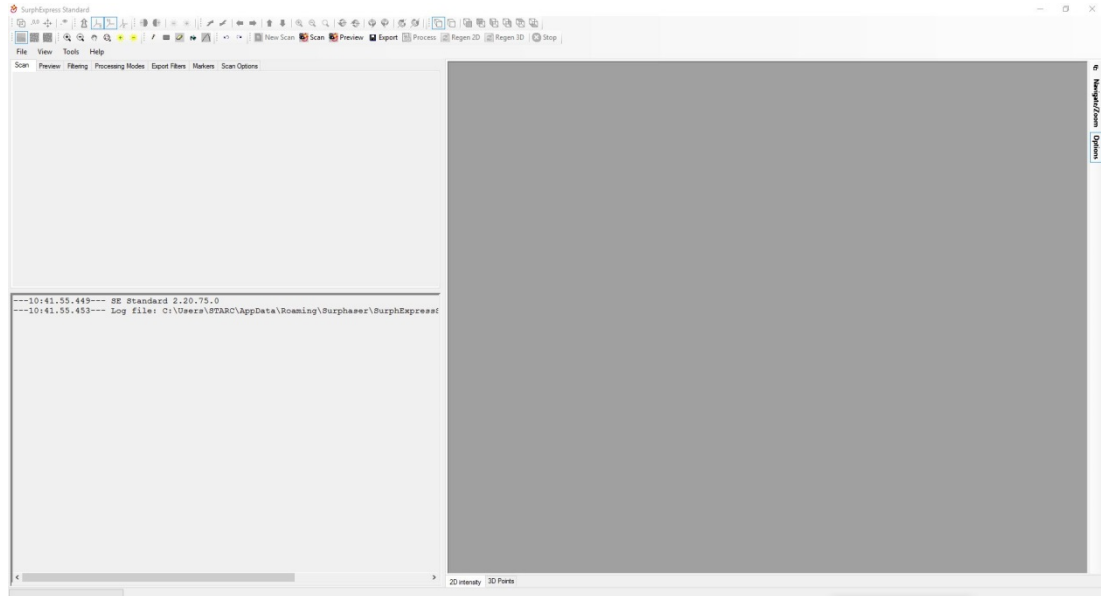 SurphExpress Standard
New Scan Scan Preview Export Process Regen 2D Regen 3D Stop
File View Tools Help
Scan Preview Filtering Processing Modes Export Filters Markers Scan Options
---10:41.55.449--- SE Standard 2.20.75.0
---10:41.55.453--- Log file: C:\Users\STARC\AppData\Roaming\Surphaser\SurphExpressS
2D intensity 3D Points
Navigate/Zoom
Options